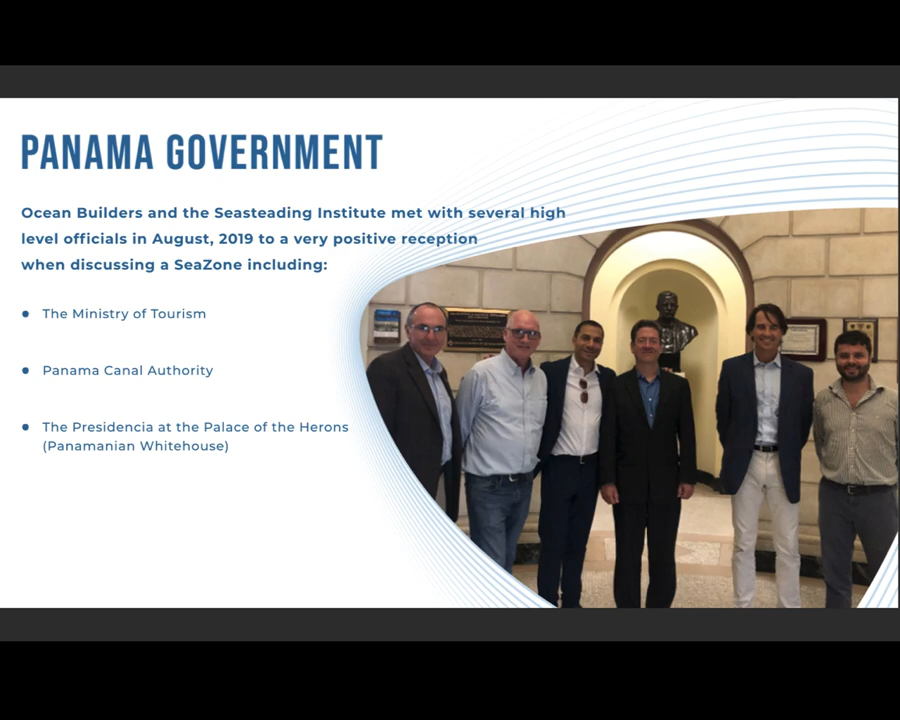 PANAMA GOVERNMENT
Ocean Builders and the Seasteading Institute met with several high
level officials in August, 2019 to a very positive reception
when discussing a SeaZone including:
• The Ministry of Tourism
• Panama Canal Authority
• The Presidencia at the Palace of the Herons
(Panamanian Whitehouse)